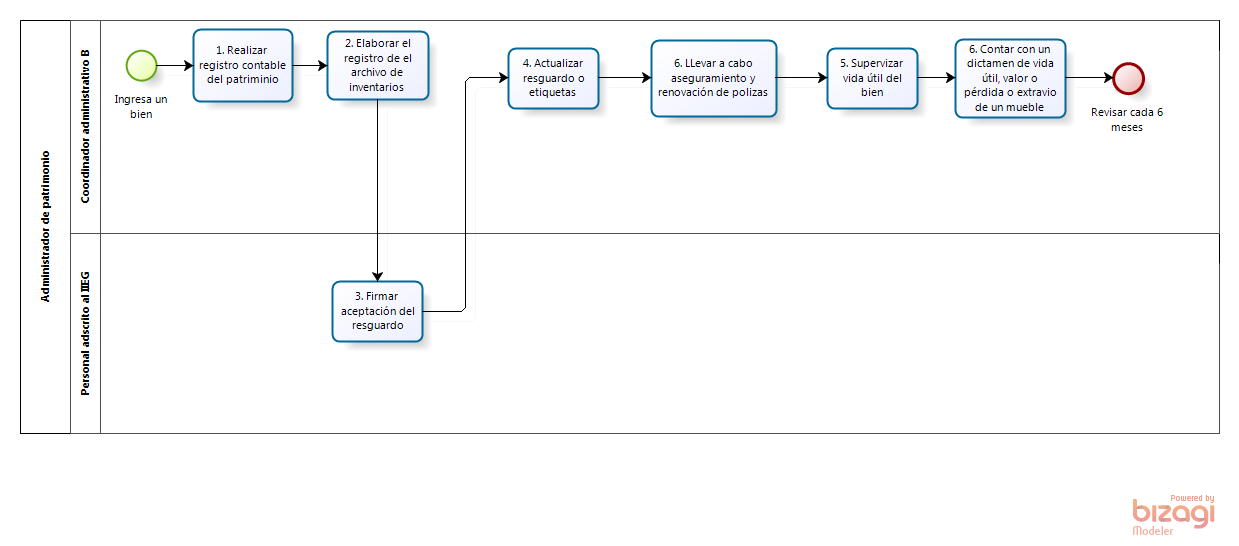 Administrador de patrimonio
Coordinador administrativo B
Ingresa un
bien
1. Realizar
registro contable
del patriminio
2. Elaborar el
registro de el
archivo de
inventarios
4. Actualizar
resguardo o
etiquetas
6. LLevar a cabo
aseguramiento y
renovación de polizas
5. Supervizar
vida útil del
bien
6. Contar con un
dictamen de vida
útil, valor o
pérdida o extravio
de un mueble
Revisar cada 6
meses
Personal adscrito al IIEG
3. Firmar
aceptación del
resguardo
Powered by
bizagi
Modeler